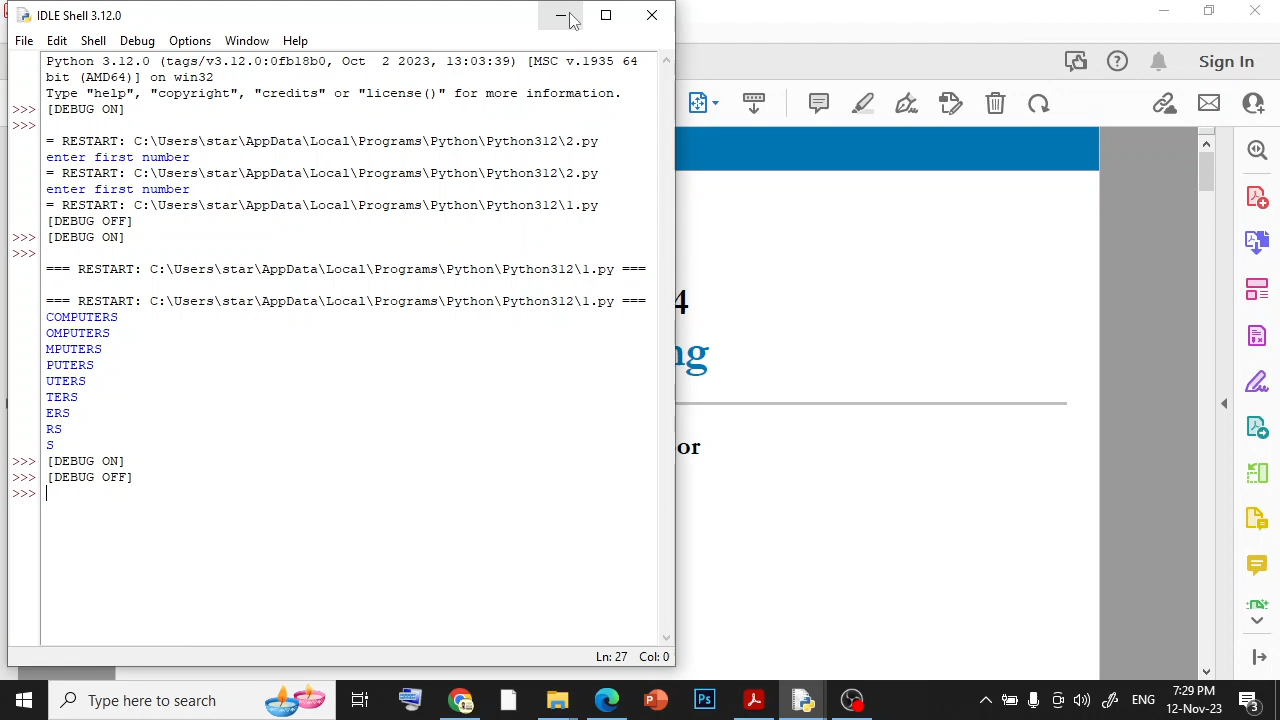 IDLE Shell 3.12.0
File Edit Shell Debug Options Window Help
Python 3.12.0 (tags/v3.12.0:0fb18b0, Oct  2 2023, 13:03:39) [MSC v.1935 64
bit (AMD64)] on win32
Type "help", "copyright", "credits" or "license()" for more information.
>>> [DEBUG ON]
>>>
= RESTART: C:\Users\star\AppData\Local\Programs\Python\Python312\2.py
enter first number
= RESTART: C:\Users\star\AppData\Local\Programs\Python\Python312\2.py
enter first number
= RESTART: C:\Users\star\AppData\Local\Programs\Python\Python312\1.py
[DEBUG OFF]
>>> [DEBUG ON]
>>>
=== RESTART: C:\Users\star\AppData\Local\Programs\Python\Python312\1.py ===
=== RESTART: C:\Users\star\AppData\Local\Programs\Python\Python312\1.py ===
COMPUTERS
OMPUTERS
MPUTERS
PUTERS
UTERS
TERS
ERS
RS
S
>>> [DEBUG ON]
>>> [DEBUG OFF]
>>>
Ln: 27 Col: 0
Sign In
4
ng
or
Type here to search
ENG
7:29 PM
12-Nov-23
3